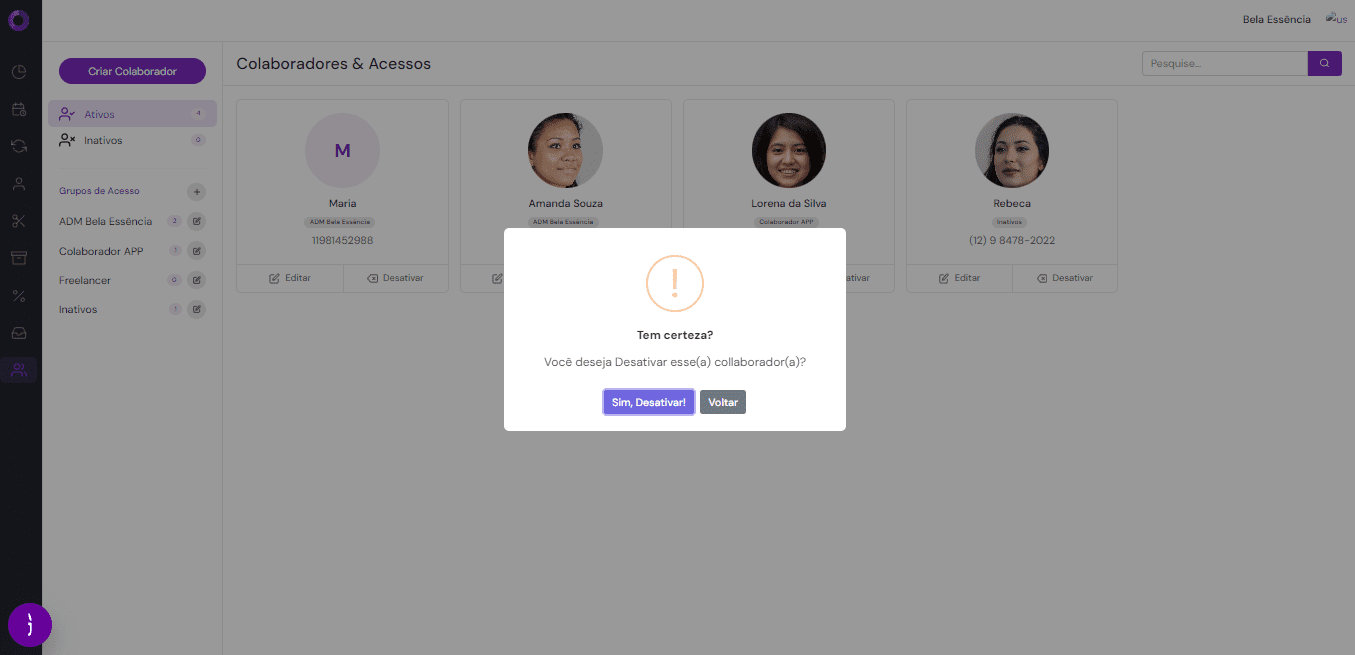 Bela Essência
us
Criar Colaborador
Colaboradores & Acessos
Pesquise...
Ativos 4
Inativos 0
Grupos de Acesso
ADM Bela Essência 2
Colaborador APP 1
Freelancer 0
Inativos 1
M
Maria
ADM Bela Essência
11981452988
Editar Desativar
Amanda Souza
ADM Bela Essência
Lorena da Silva
Colaborador APP
ativar
Rebeca
Inativos
(12) 9 8478-2022
Editar Desativar
!
Tem certeza?
Você deseja Desativar esse(a) collaborador(a)?
Sim, Desativar! Voltar